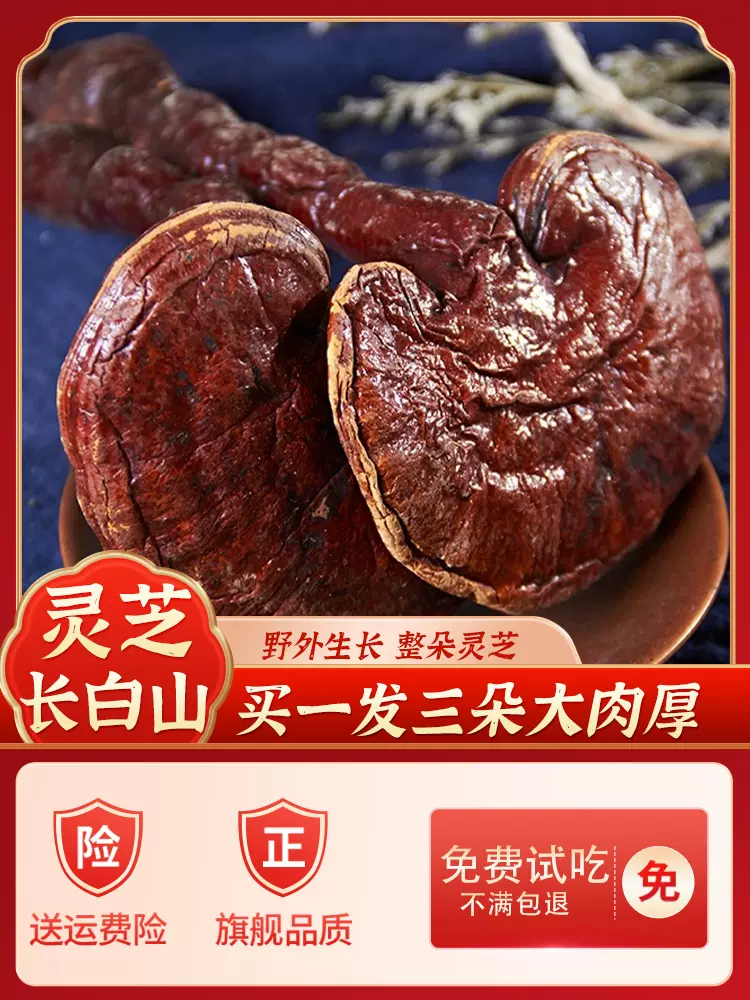 灵芝
长白山
野外生长 整朵灵芝
买一发三朵大肉厚
险
送运费险
正
旗舰品质
免费试吃
不满包退
免